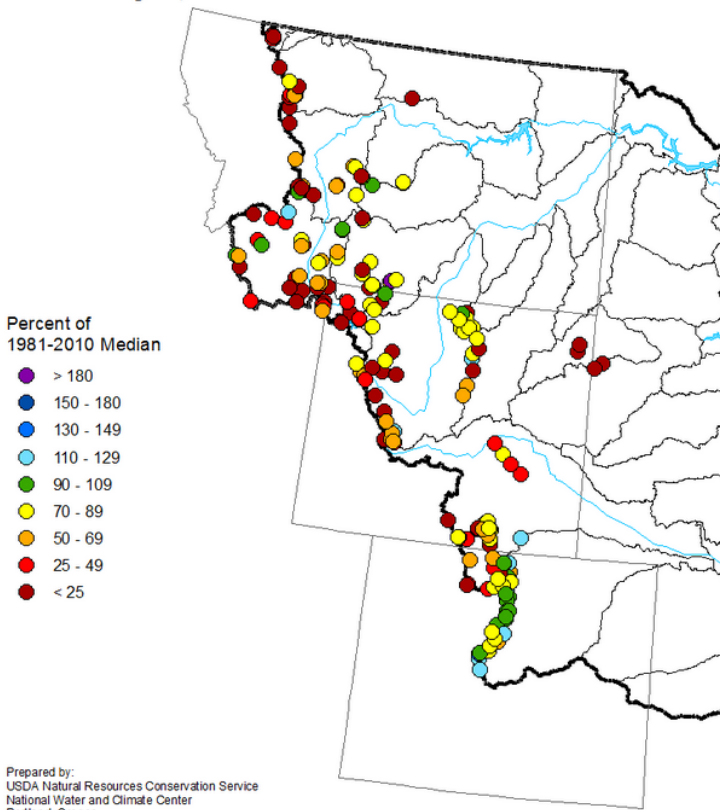 Percent of
1981-2010 Median
> 180
150 - 180
130 - 149
110 - 129
90 - 109
70 - 89
50 - 69
25 - 49
< 25
Prepared by:
USDA Natural Resources Conservation Service
National Water and Climate Center